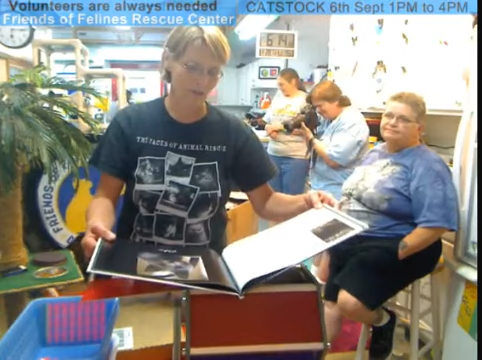 Volunteers are always needed
CATSTOCK 6th Sept 1PM to 4PM
Friends of Felines Rescue Center
6:14
THE FACES OF ANIMAL RESCUE
FRIENDS